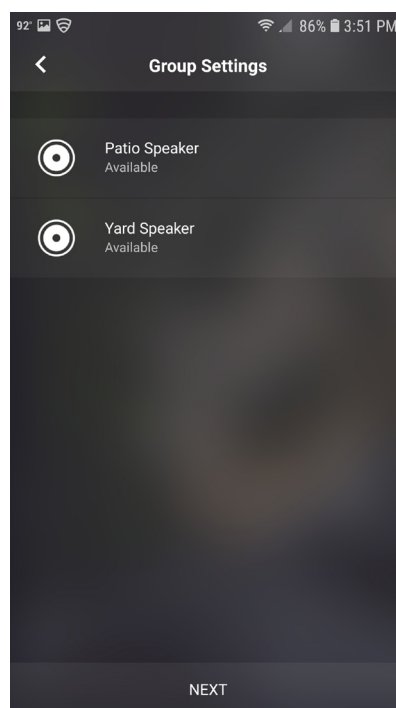 92° 86% 3:51 PM
Group Settings
Patio Speaker
Available
Yard Speaker
Available
NEXT